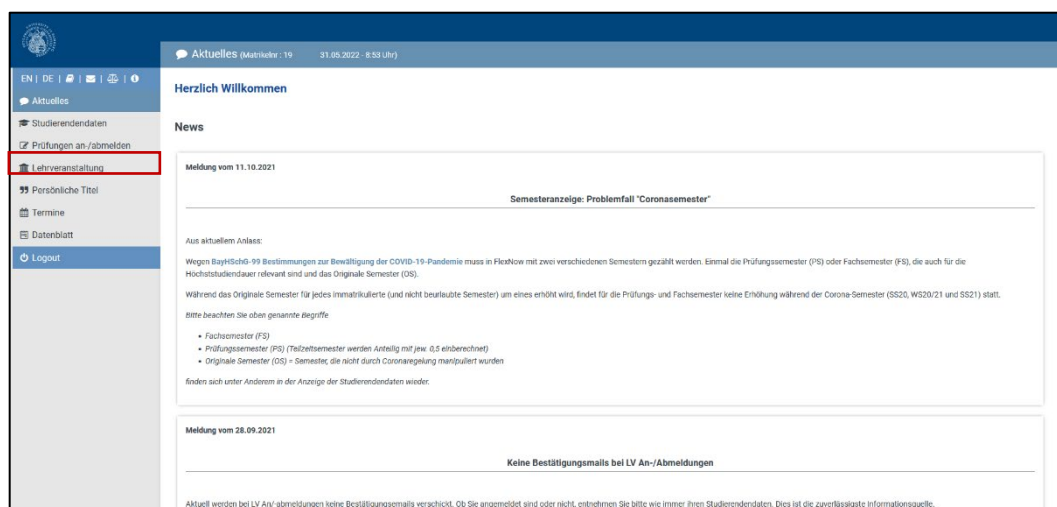 Aktuelles (Matrikelnr : 19 31.05.2022 - 8:53 Uhr)
EN | DE | | | |
Aktuelles
Studierendendaten
Prüfungen an-/abmelden
Lehrveranstaltung
Persönliche Titel
Termine
Datenblatt
Logout
Herzlich Willkommen
News
Meldung vom 11.10.2021
Semesteranzeige: Problemfall "Coronasemester"
Aus aktuellem Anlass:
Wegen BayHSchG-99 Bestimmungen zur Bewältigung der COVID-19-Pandemie muss in FlexNow mit zwei verschiedenen Semestern gezählt werden. Einmal die Prüfungssemester (PS) oder Fachsemester (FS), die auch für die
Höchststudiendauer relevant sind und das Originale Semester (OS).
Während das Originale Semester für jedes immatrikulierte (und nicht beurlaubte Semester) um eines erhöht wird, findet für die Prüfungs- und Fachsemester keine Erhöhung während der Corona-Semester (SS20, WS20/21 und SS21) statt.
Bitte beachten Sie oben genannte Begriffe
• Fachsemester (FS)
• Prüfungssemester (PS) (Teilzeitsemester werden Anteilig mit jew. 0,5 einberechnet)
• Originale Semester (OS) = Semester, die nicht durch Coronaregelung manipuliert wurden
finden sich unter Anderem in der Anzeige der Studierendendaten wieder.
Meldung vom 28.09.2021
Keine Bestätigungsmails bei LV An-/Abmeldungen
Aktuell werden bei LV An/-abmeldungen keine Bestätigungsemails verschickt. Ob Sie angemeldet sind oder nicht, entnehmen Sie bitte wie immer ihren Studierendendaten. Dies ist die zuverlässigste Informationsquelle.